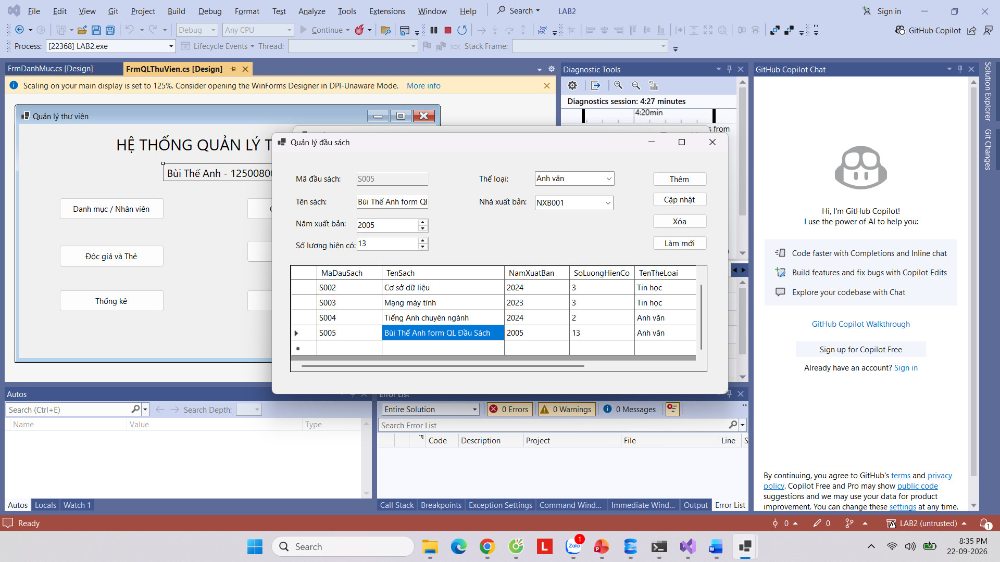 File Edit View Git Project Build Debug Format Test Analyze Tools Extensions Window Help Search LAB2 Sign in
Debug Any CPU Continue GitHub Copilot
Process: [22368] LAB2.exe Lifecycle Events Thread: Stack Frame:
FrmDanhMuc.cs [Design] FrmQLThuVien.cs [Design]
Scaling on your main display is set to 125%. Consider opening the WinForms Designer in DPI-Unaware Mode. More info
Quản lý thư viện
HỆ THỐNG QUẢN LÝ T
Bùi Thế Anh - 1250080
Danh mục / Nhân viên
Độc giả và Thẻ
Thống kê
Quản lý đầu sách
Mã đầu sách: S005 Thể loại: Anh văn Thêm
Tên sách: Bùi Thế Anh form QL Nhà xuất bản: NXB001 Cập nhật
Năm xuất bản: 2005 Xóa
Số lượng hiện có: 13 Làm mới
MaDauSach TenSach NamXuatBan SoLuongHienCo TenTheLoai
S002 Cơ sở dữ liệu 2024 3 Tin học
S003 Mạng máy tính 2023 3 Tin học
S004 Tiếng Anh chuyên ngành 2024 2 Anh văn
S005 Bùi Thế Anh form QL Đầu Sách 2005 13 Anh văn
Diagnostic Tools
Diagnostics session: 4:27 minutes
4:20min
s from
GitHub Copilot Chat
Hi, I'm GitHub Copilot!
I use the power of AI to help you:
Code faster with Completions and Inline chat
Build features and fix bugs with Copilot Edits
Explore your codebase with Chat
GitHub Copilot Walkthrough
Sign up for Copilot Free
Already have an account? Sign in
By continuing, you agree to GitHub's terms and privacy
policy. Copilot Free and Pro may show public code
suggestions and we may use your data for product
improvement. You can change these settings at any time.
Solution Explorer
Git Changes
Autos
Search (Ctrl+E) Search Depth:
Name Value Type
Autos Locals Watch 1
Error List
Entire Solution 0 Errors 0 Warnings 0 Messages
Search Error List
Code Description Project File Line S
Call Stack Breakpoints Exception Settings Command Wind... Immediate Wind... Output Error List
Ready 0 0 LAB2 (untrusted) 1
Search Zalo 1
8:35 PM
22-09-2026